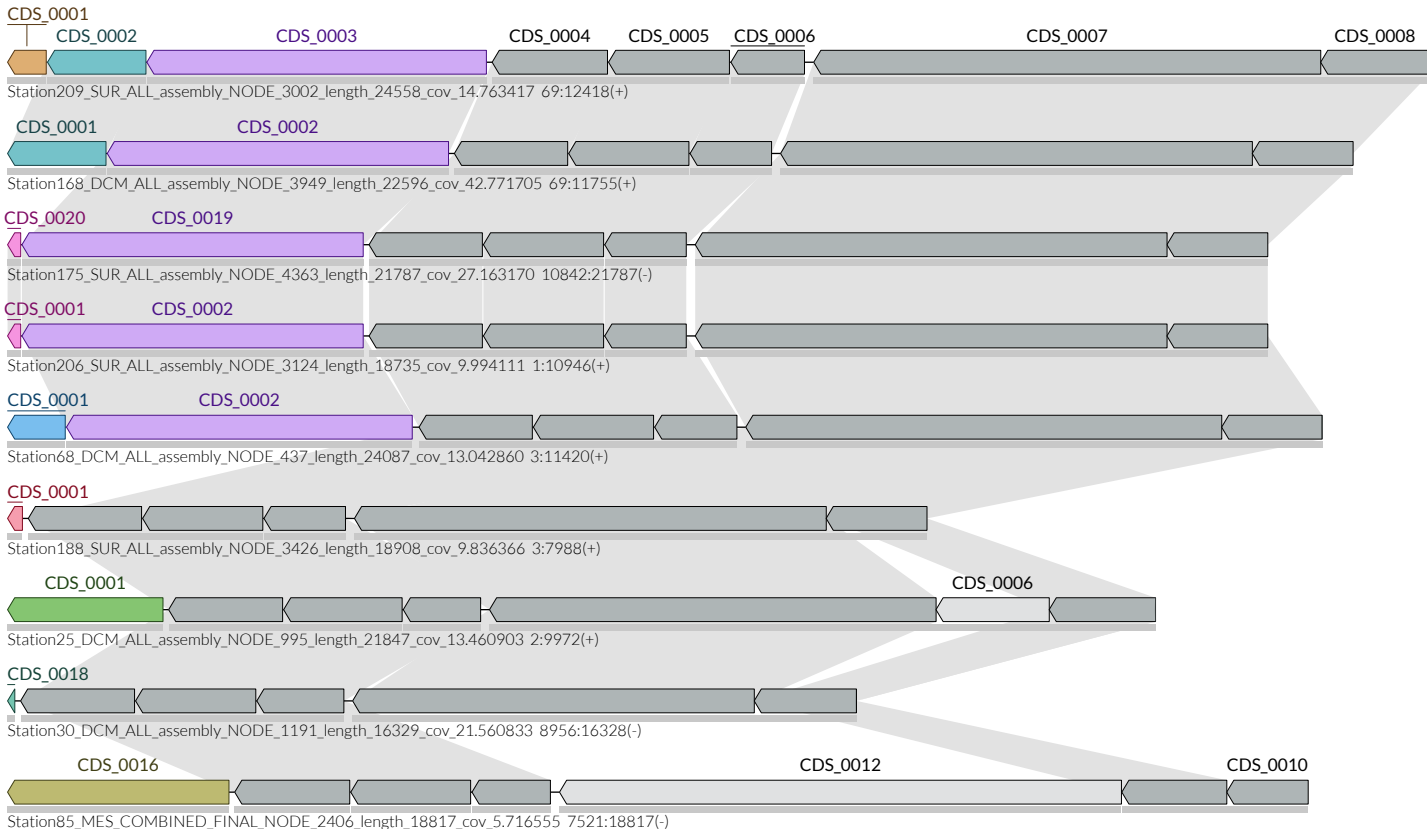 CDS_0001
CDS_0002 CDS_0003 CDS_0004 CDS_0005 CDS_0006 CDS_0007 CDS_0008
Station209_SUR_ALL_assembly_NODE_3002_length_24558_cov_14.763417 69:12418(+)
CDS_0001 CDS_0002
Station168_DCM_ALL_assembly_NODE_3949_length_22596_cov_42.771705 69:11755(+)
CDS_0020 CDS_0019
Station175_SUR_ALL_assembly_NODE_4363_length_21787_cov_27.163170 10842:21787(-)
CDS_0001 CDS_0002
Station206_SUR_ALL_assembly_NODE_3124_length_18735_cov_9.994111 1:10946(+)
CDS_0001 CDS_0002
Station68_DCM_ALL_assembly_NODE_437_length_24087_cov_13.042860 3:11420(+)
CDS_0001
Station188_SUR_ALL_assembly_NODE_3426_length_18908_cov_9.836366 3:7988(+)
CDS_0001 CDS_0006
Station25_DCM_ALL_assembly_NODE_995_length_21847_cov_13.460903 2:9972(+)
CDS_0018
Station30_DCM_ALL_assembly_NODE_1191_length_16329_cov_21.560833 8956:16328(-)
CDS_0016 CDS_0012 CDS_0010
Station85_MES_COMBINED_FINAL_NODE_2406_length_18817_cov_5.716555 7521:18817(-)